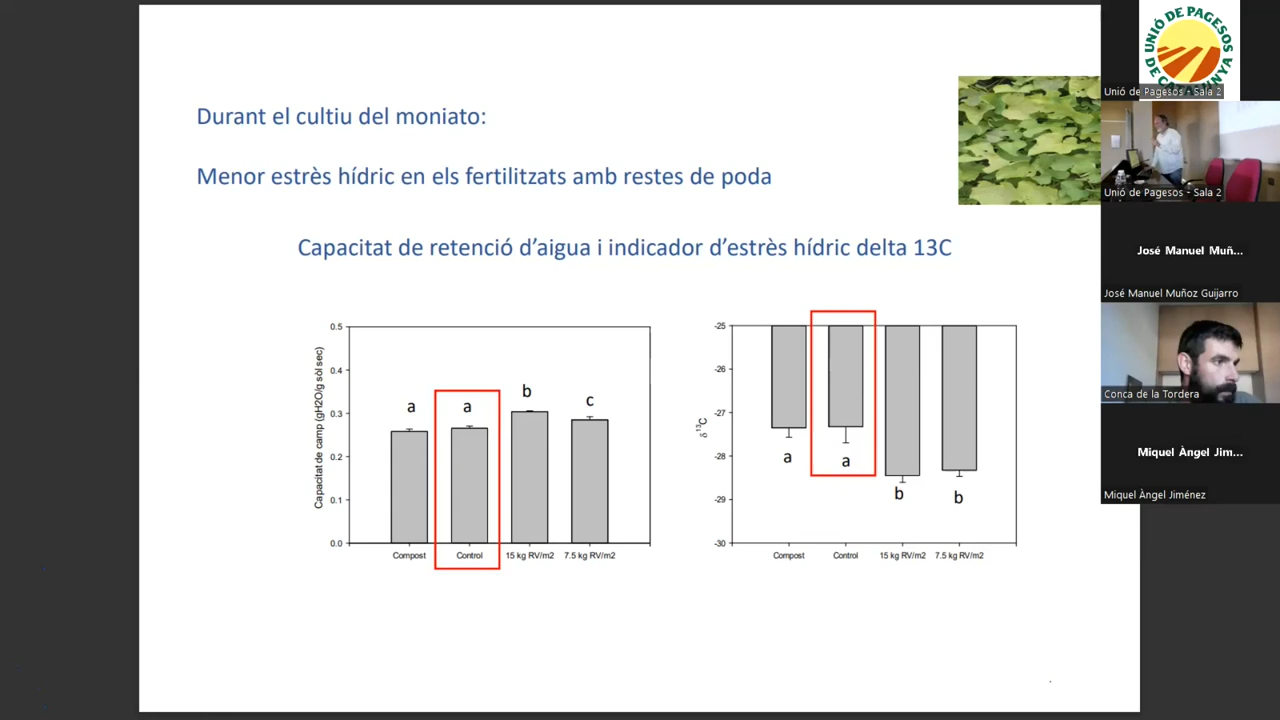 Durant el cultiu del moniato:
Menor estrès hídric en els fertilitzats amb restes de poda
Capacitat de retenció d'aigua i indicador d'estrès hídric delta 13C
Capacitat de camp (gH2O/g sòl sec)
0.5
0.4
0.3
0.2
0.1
0.0
a
a
b
c
Compost
Control
15 kg RV/m2
7.5 kg RV/m2
δ13C
-25
-26
-27
-28
-29
-30
a
a
b
b
Compost
Control
15 kg RV/m2
7.5 kg RV/m2
UNIÓ DE PAGESOS DE CATALUNYA
Unió de Pagesos - Sala 2
Unió de Pagesos - Sala 2
José Manuel Muñ...
José Manuel Muñoz Guijarro
Conca de la Tordera
Miquel Àngel Jim...
Miquel Àngel Jiménez